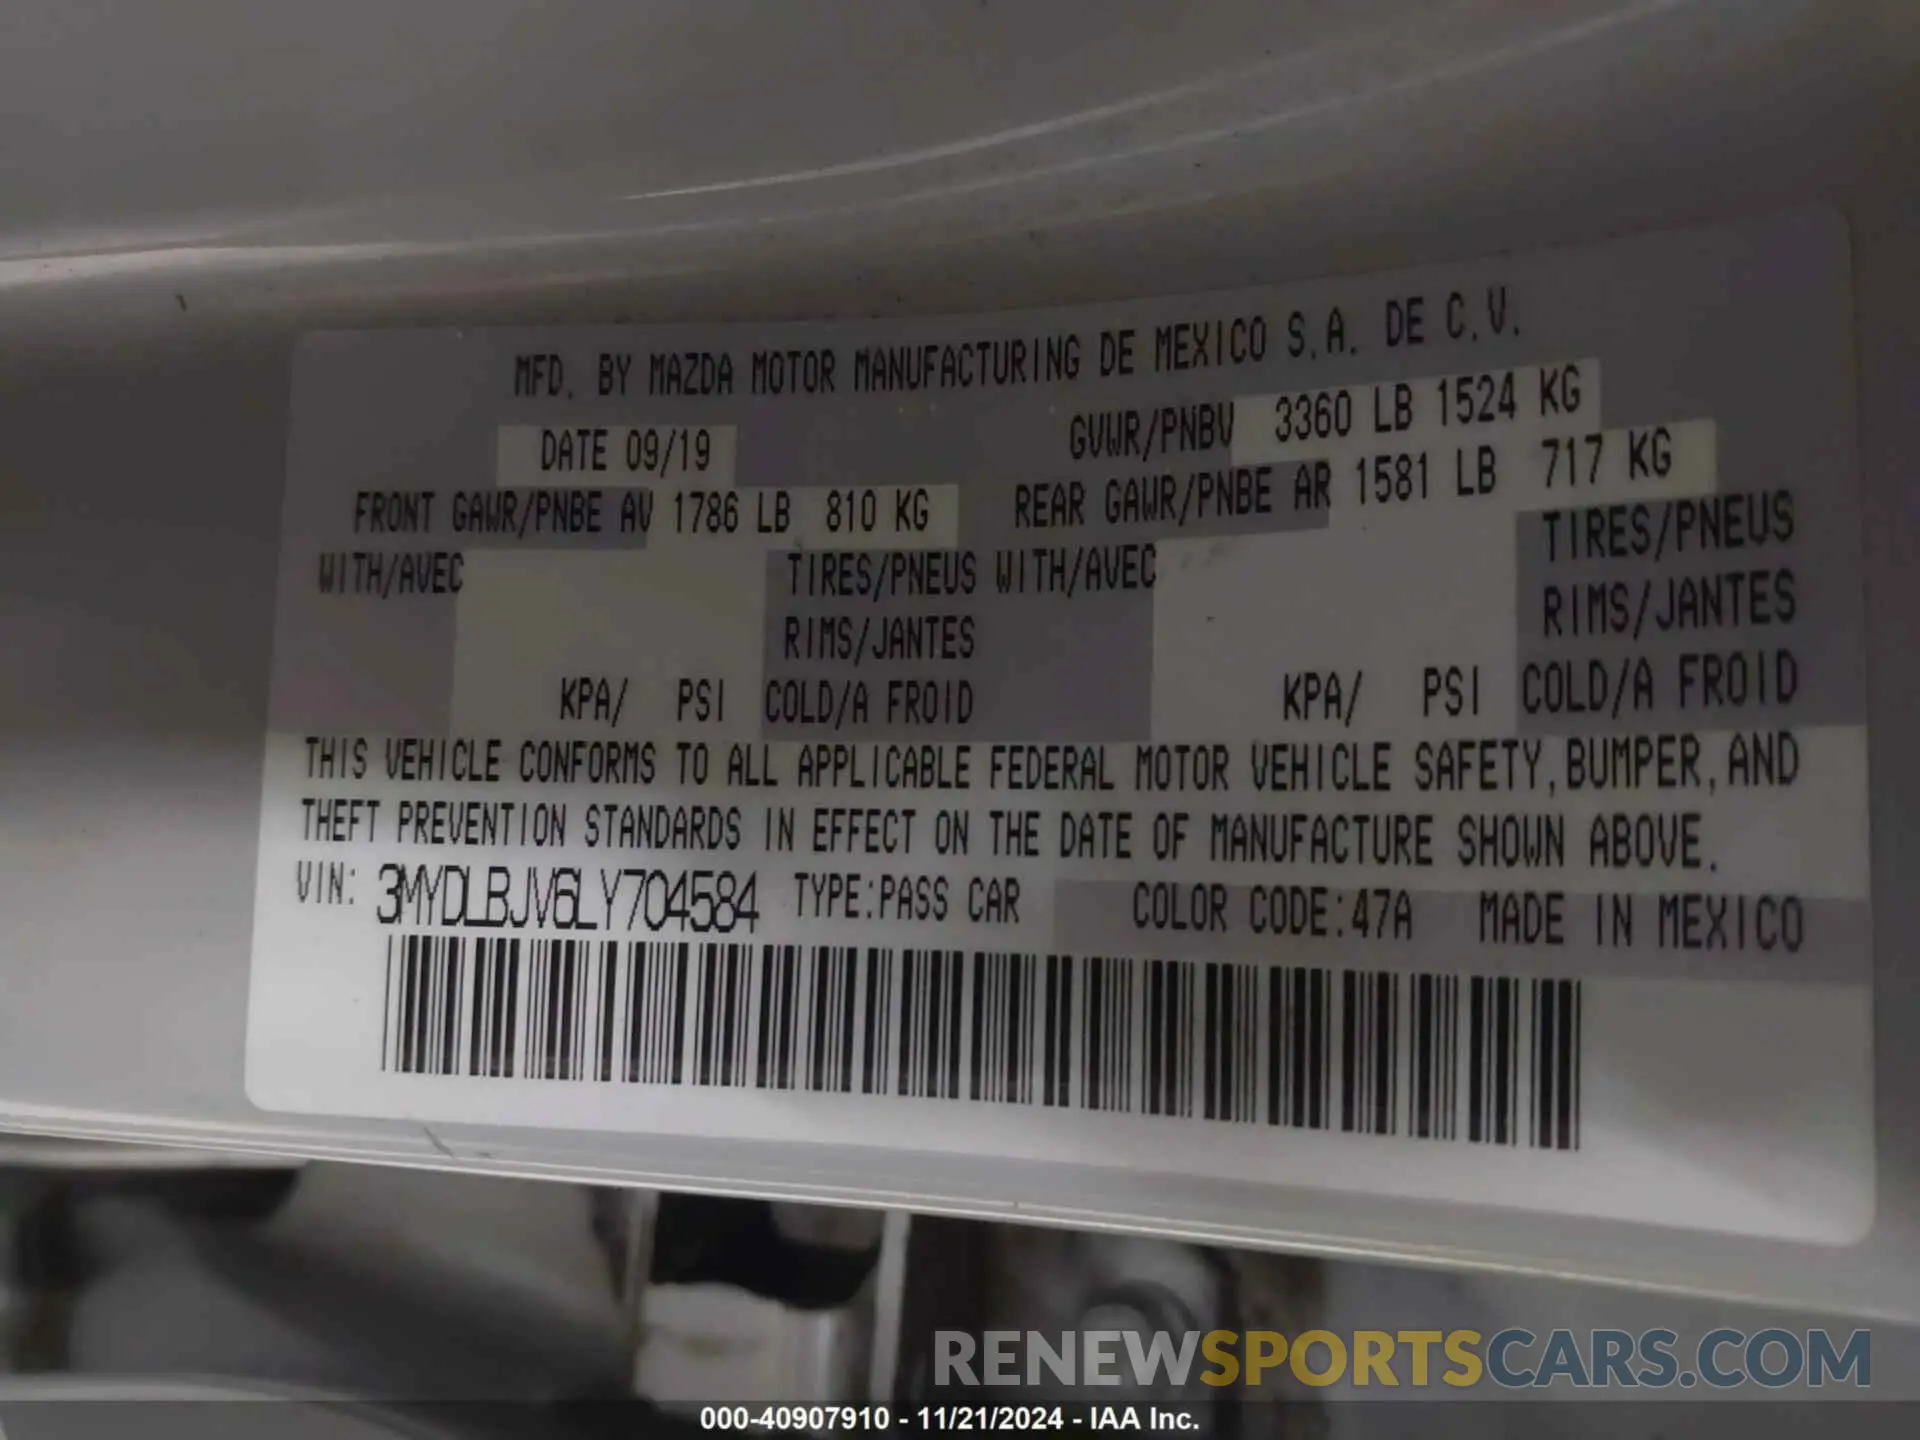 MFD. BY MAZDA MOTOR MANUFACTURING DE MEXICO S.A. DE C.V.
DATE 09/19 GVWR/PNBV 3360 LB 1524 KG
FRONT GAWR/PNBE AV 1786 LB 810 KG REAR GAWR/PNBE AR 1581 LB 717 KG
WITH/AVEC TIRES/PNEUS WITH/AVEC TIRES/PNEUS
RIMS/JANTES RIMS/JANTES
KPA/ PSI COLD/A FROID KPA/ PSI COLD/A FROID
THIS VEHICLE CONFORMS TO ALL APPLICABLE FEDERAL MOTOR VEHICLE SAFETY,BUMPER,AND
THEFT PREVENTION STANDARDS IN EFFECT ON THE DATE OF MANUFACTURE SHOWN ABOVE.
VIN: 3MYDLBJV6LY704584 TYPE:PASS CAR COLOR CODE:47A MADE IN MEXICO
RENEWSPORTSCARS.COM
000-40907910 - 11/21/2024 - IAA Inc.